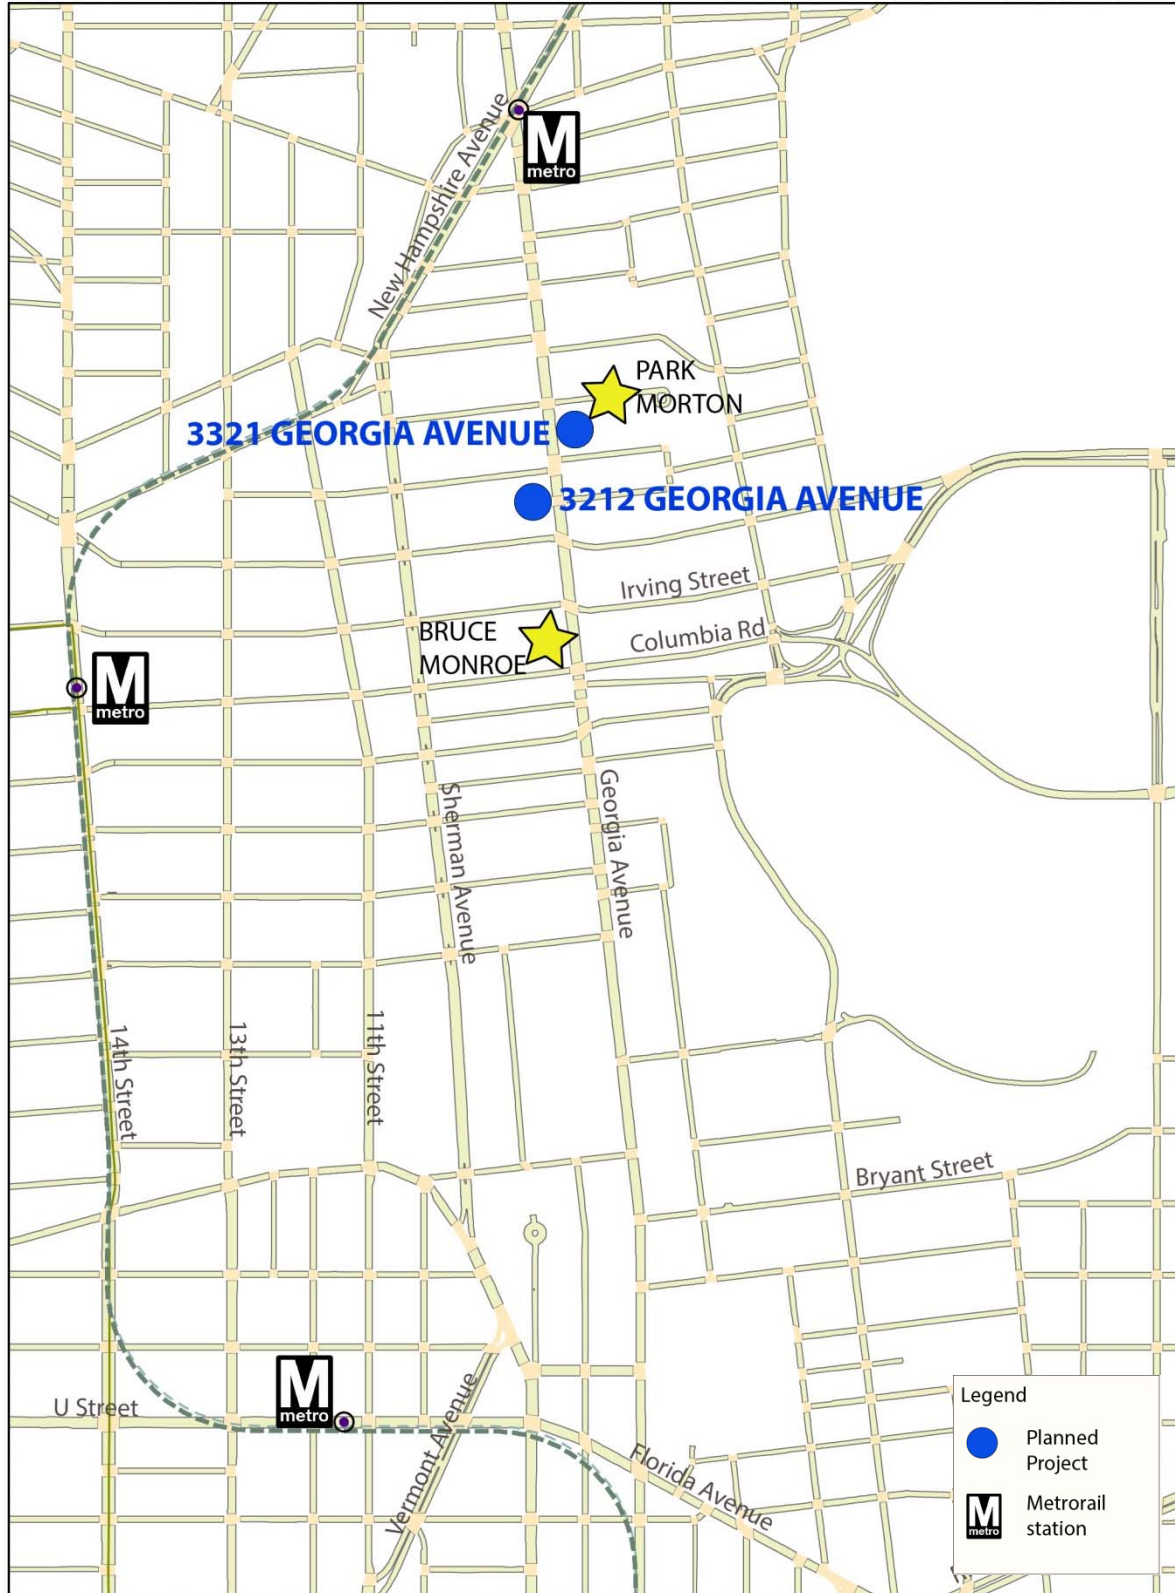 New Hampshire Avenue
M
metro
PARK
MORTON
3321 GEORGIA AVENUE
3212 GEORGIA AVENUE
Irving Street
BRUCE
MONROE
Columbia Rd
M
metro
Sherman Avenue
Georgia Avenue
14th Street
13th Street
11th Street
Bryant Street
M
metro
U Street
Vermont Avenue
Florida Avenue
Legend
Planned
Project
M
metro
Metrorail
station